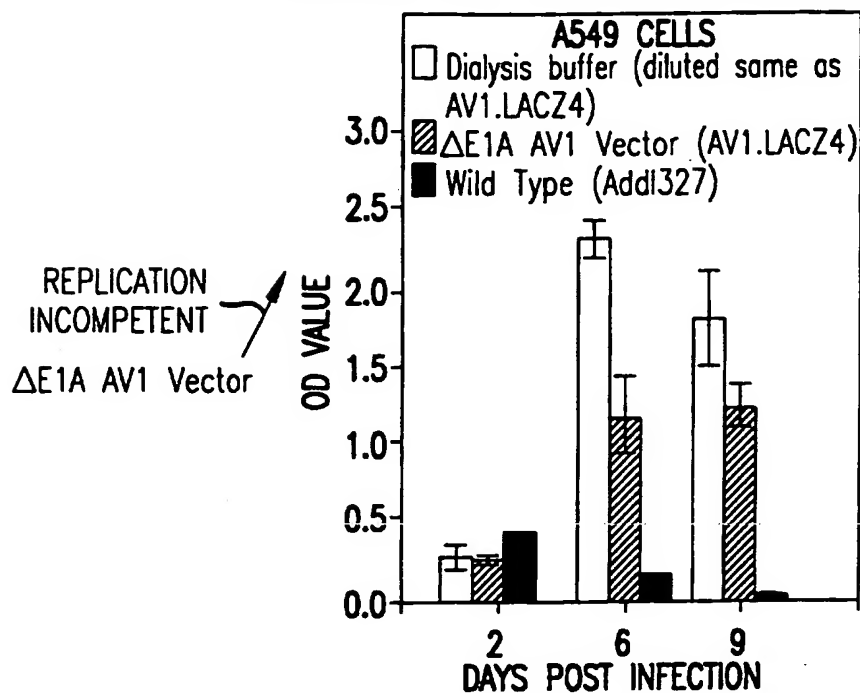 A549 CELLS
Dialysis buffer (diluted same as
AV1.LACZ4)
ΔE1A AV1 Vector (AV1.LACZ4)
Wild Type (Addl327)
REPLICATION
INCOMPETENT
ΔE1A AV1 Vector
OD VALUE
3.0
2.5
2.0
1.5
1.0
0.5
0.0
2 6 9
DAYS POST INFECTION